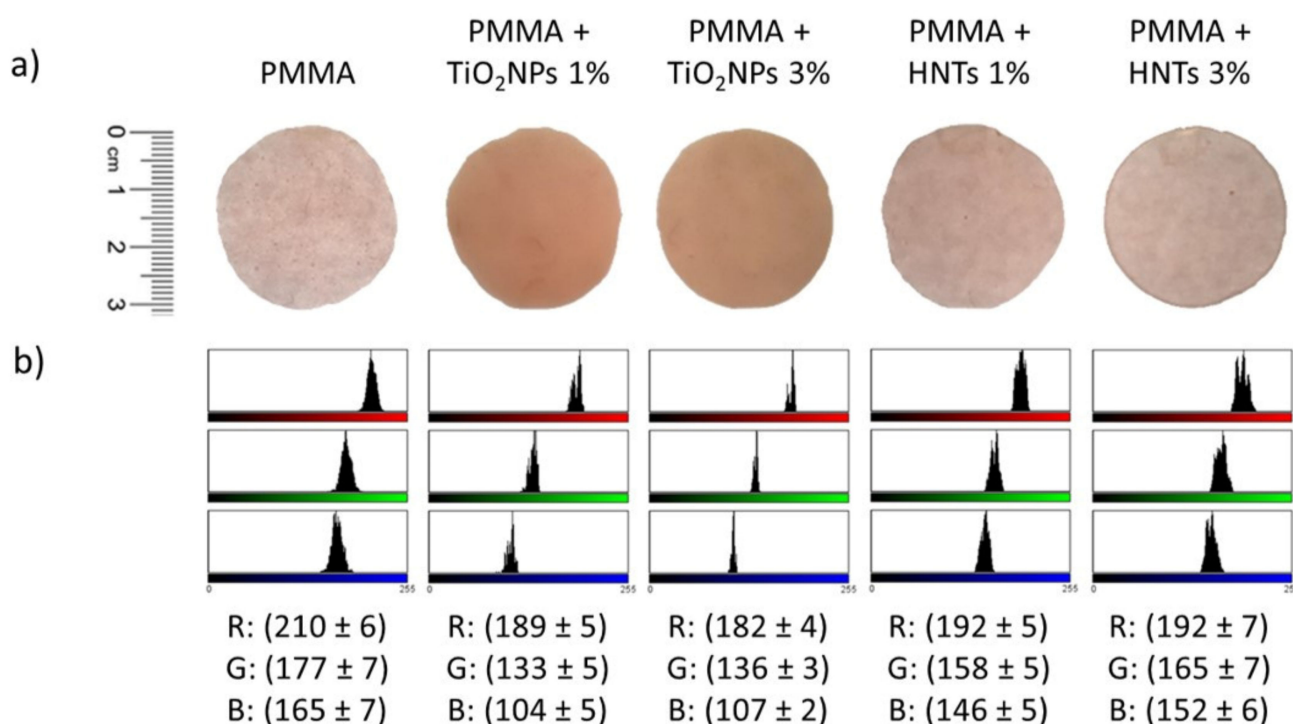 a)
PMMA
PMMA +
TiO₂NPs 1%
PMMA +
TiO₂NPs 3%
PMMA +
HNTs 1%
PMMA +
HNTs 3%
0
cm
1
2
3
b)
0
255
0
255
0
255
0
255
0
255
R: (210 ± 6)
G: (177 ± 7)
B: (165 ± 7)
R: (189 ± 5)
G: (133 ± 5)
B: (104 ± 5)
R: (182 ± 4)
G: (136 ± 3)
B: (107 ± 2)
R: (192 ± 5)
G: (158 ± 5)
B: (146 ± 5)
R: (192 ± 7)
G: (165 ± 7)
B: (152 ± 6)